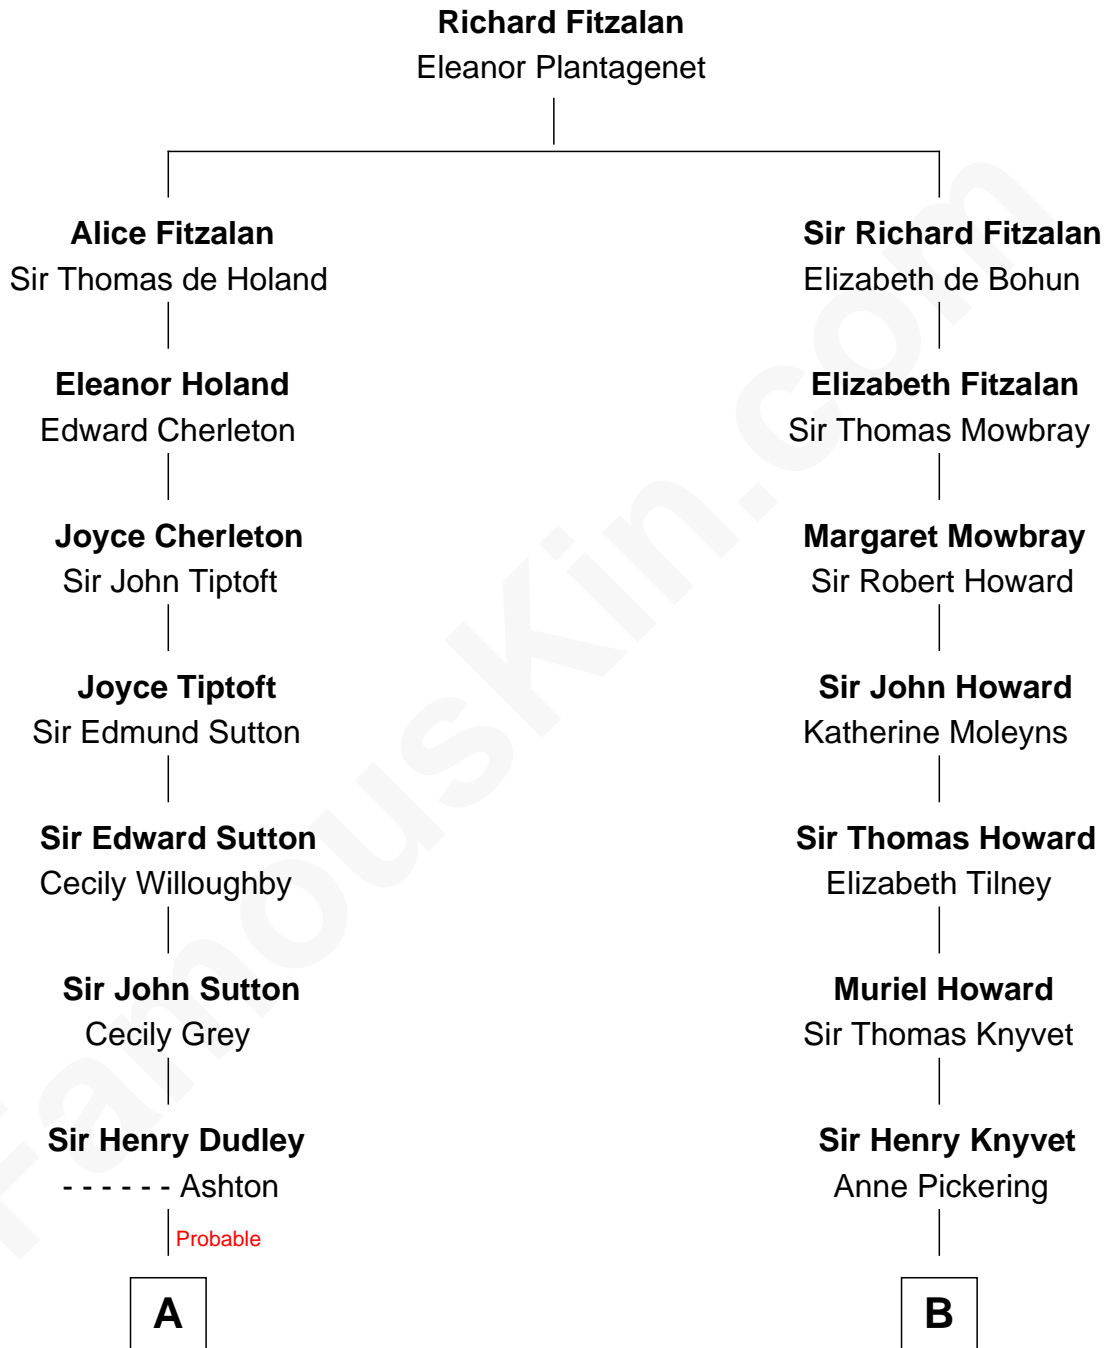 Richard Fitzalan
Eleanor Plantagenet
Alice Fitzalan
Sir Thomas de Holand
Sir Richard Fitzalan
Elizabeth de Bohun
Eleanor Holand
Edward Cherleton
Elizabeth Fitzalan
Sir Thomas Mowbray
Joyce Cherleton
Sir John Tiptoft
Margaret Mowbray
Sir Robert Howard
Joyce Tiptoft
Sir Edmund Sutton
Sir John Howard
Katherine Moleyns
Sir Edward Sutton
Cecily Willoughby
Sir Thomas Howard
Elizabeth Tilney
Sir John Sutton
Cecily Grey
Muriel Howard
Sir Thomas Knyvet
Sir Henry Dudley
- - - - - - Ashton
Probable
Sir Henry Knyvet
Anne Pickering
A
B
FamousKin.com